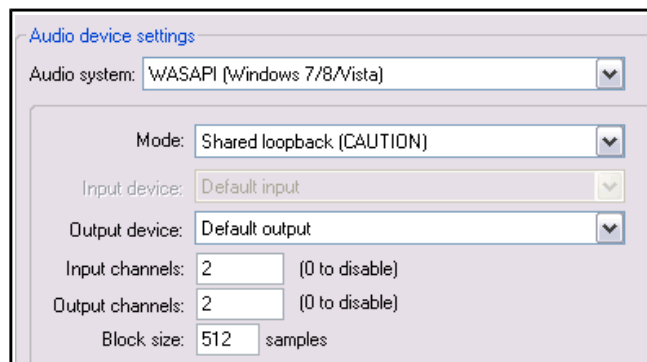 Audio device settings
Audio system: WASAPI (Windows 7/8/Vista)
Mode: Shared loopback (CAUTION)
Input device: Default input
Output device: Default output
Input channels: 2 (0 to disable)
Output channels: 2 (0 to disable)
Block size: 512 samples